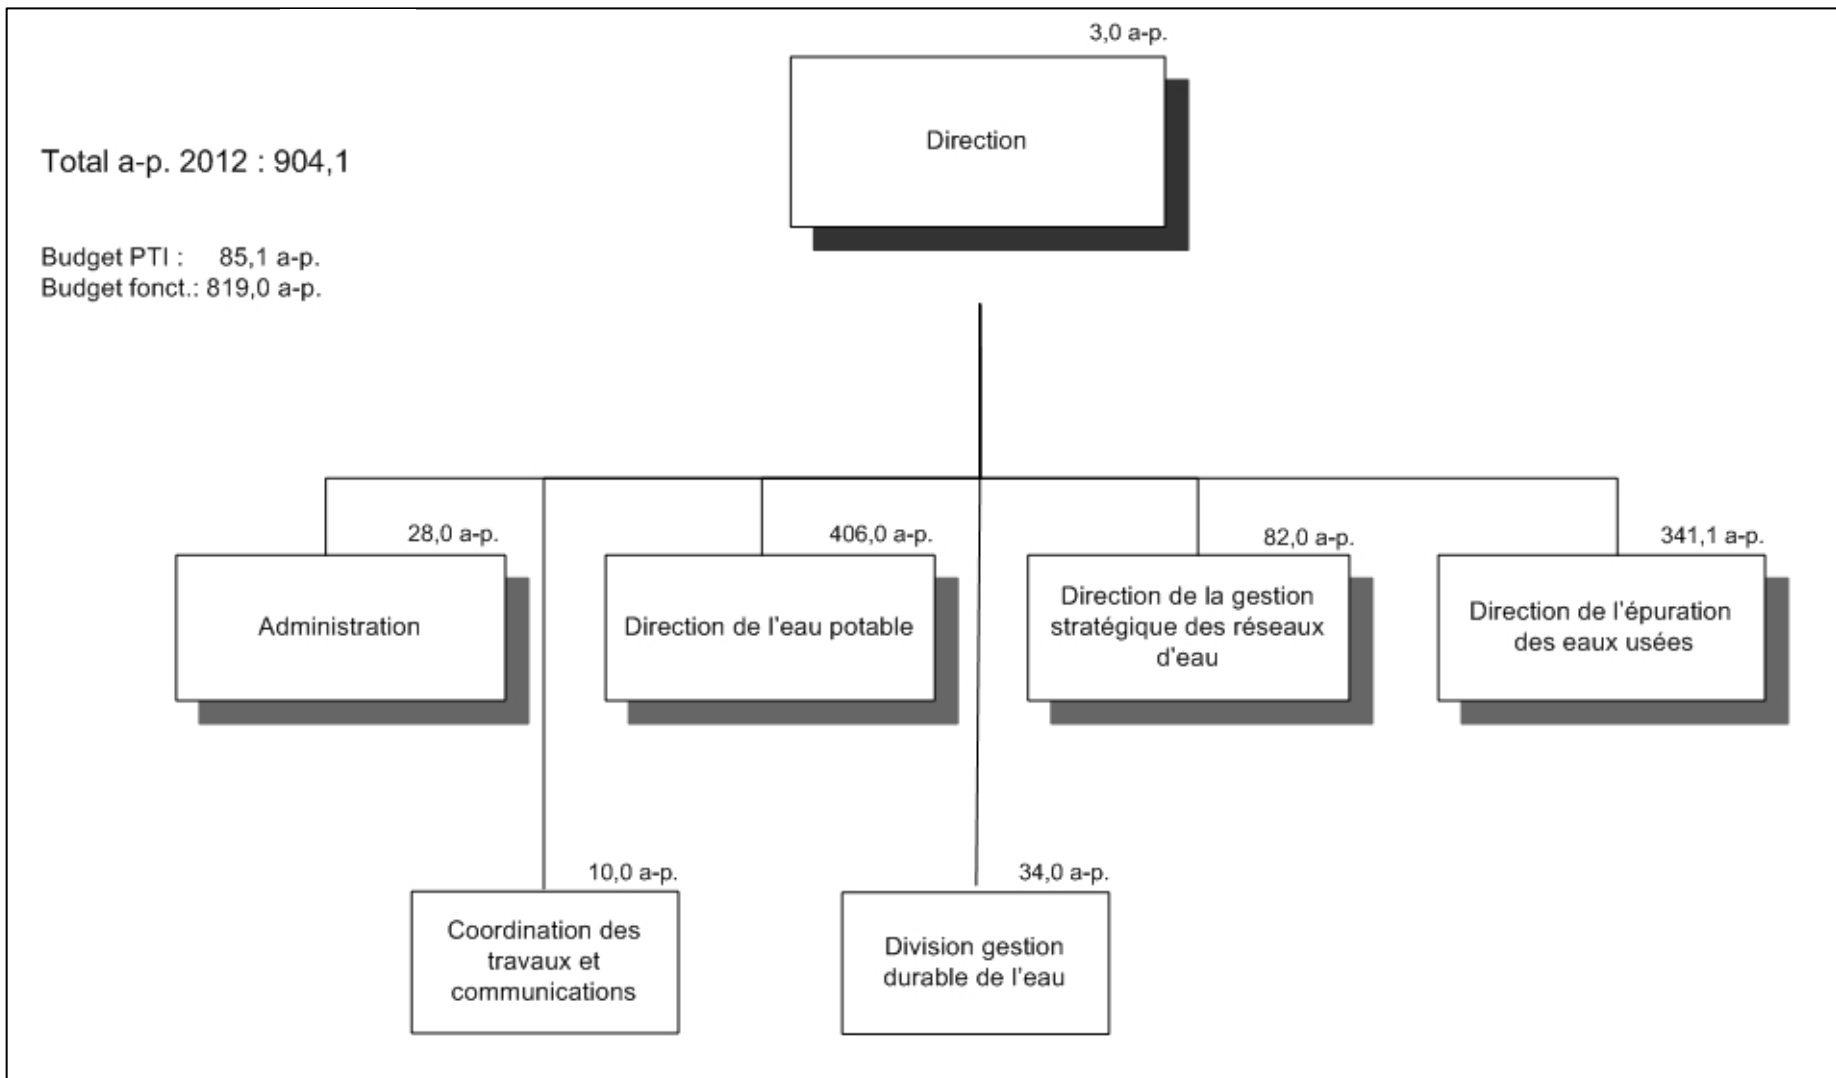 3,0 a-p.
Direction
Total a-p. 2012 : 904,1
Budget PTI : 85,1 a-p.
Budget fonct.: 819,0 a-p.
28,0 a-p.
Administration
406,0 a-p.
Direction de l'eau potable
82,0 a-p.
Direction de la gestion
stratégique des réseaux
d'eau
341,1 a-p.
Direction de l'épuration
des eaux usées
10,0 a-p.
Coordination des
travaux et
communications
34,0 a-p.
Division gestion
durable de l'eau